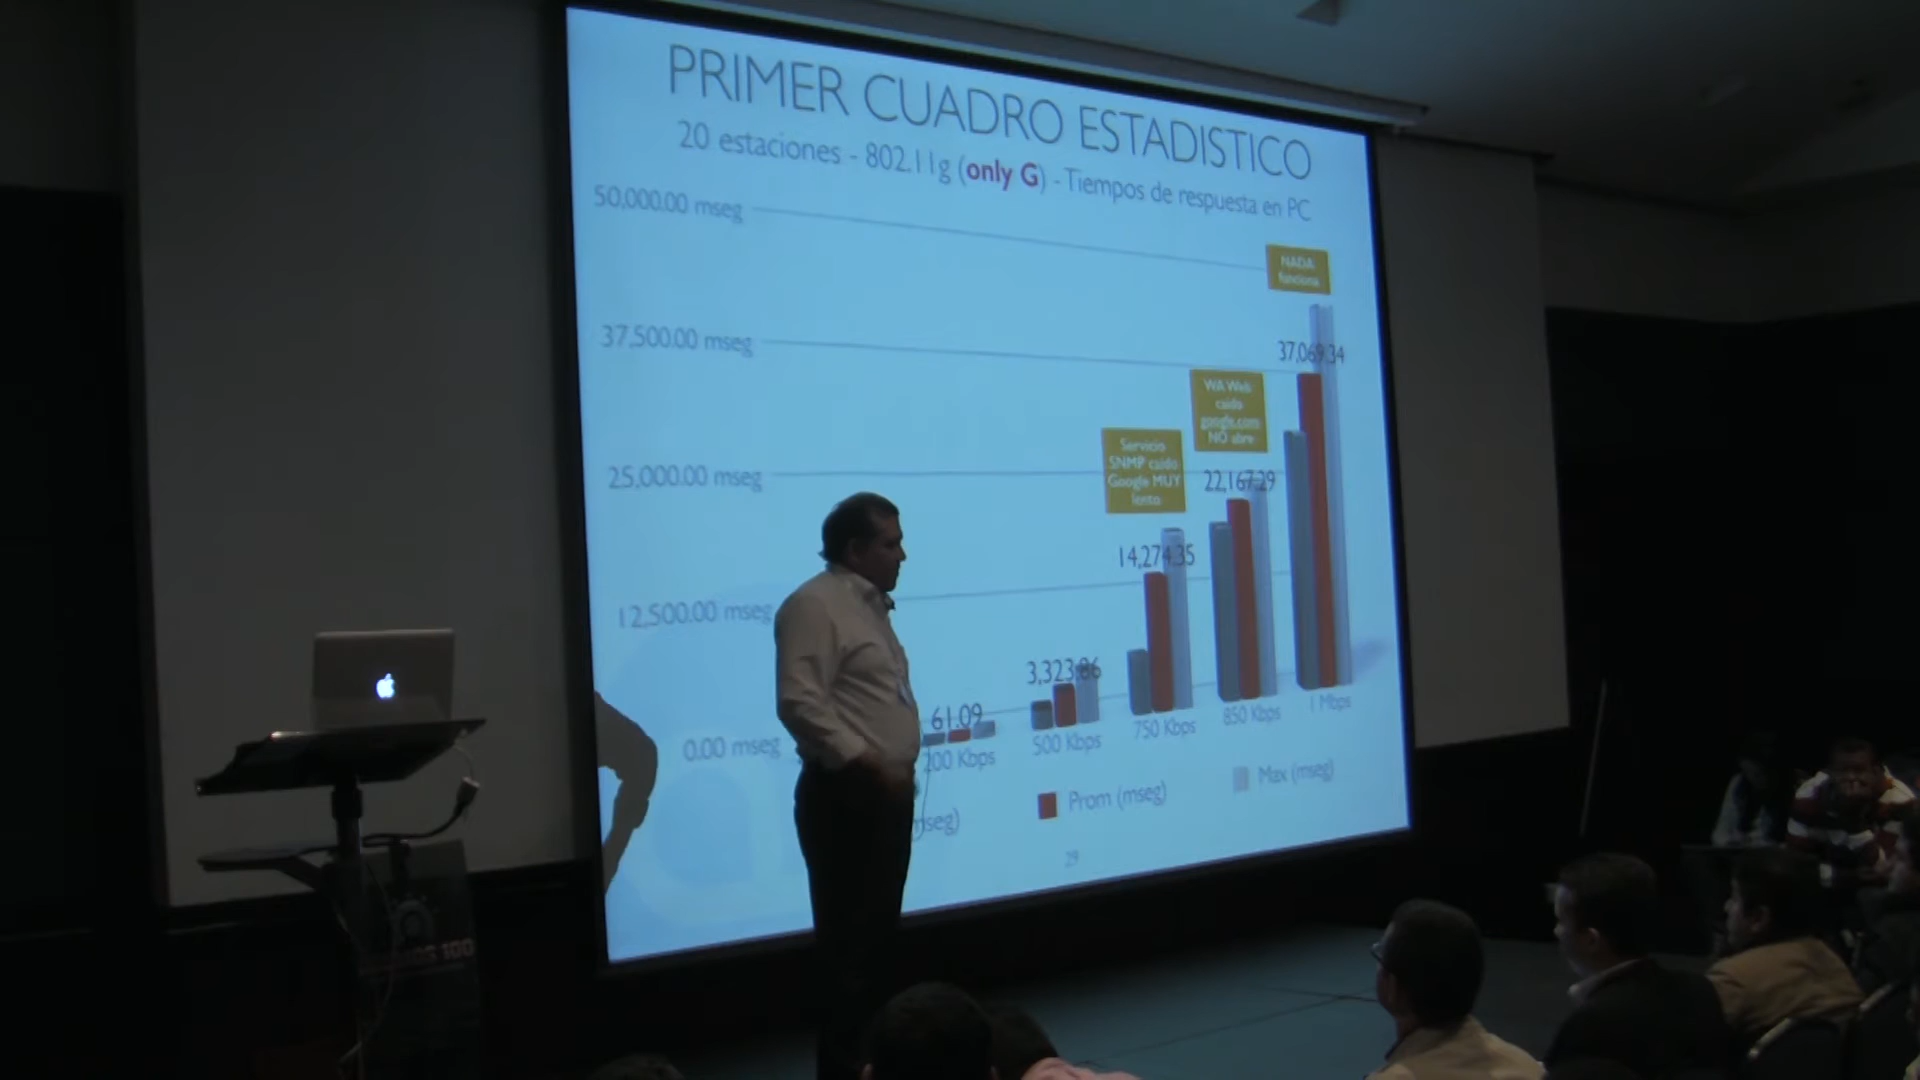 PRIMER CUADRO ESTADISTICO
20 estaciones - 802.11g (only G) - Tiempos de respuesta en PC
50,000.00 mseg
37,500.00 mseg
25,000.00 mseg
12,500.00 mseg
0.00 mseg
NADA
funciona
37,069.34
WA Web
caido
google.com
NO abre
22,167.29
Servicio
SNMP caido
Google MUY
lento
14,274.35
3,323.86
61.09
200 Kbps
500 Kbps
750 Kbps
850 Kbps
1 Mbps
mseg)
Prom (mseg)
Max (mseg)
29
100